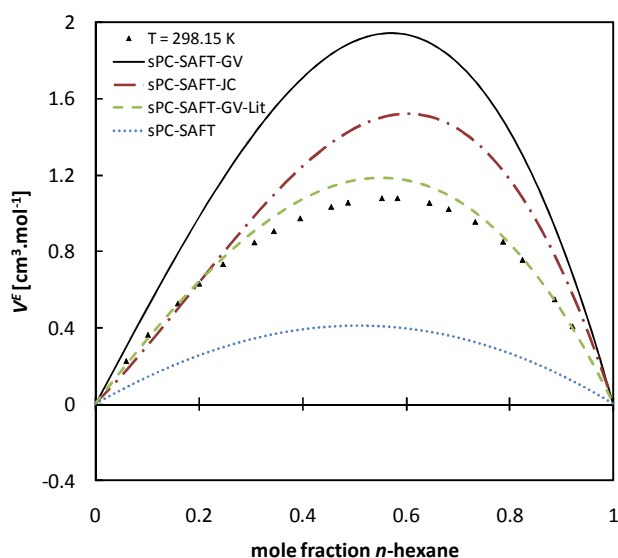 2
1.6
1.2
0.8
0.4
0
-0.4
V^E [cm³.mol⁻¹]
T = 298.15 K
sPC-SAFT-GV
sPC-SAFT-JC
sPC-SAFT-GV-Lit
sPC-SAFT
0 0.2 0.4 0.6 0.8 1
mole fraction n-hexane